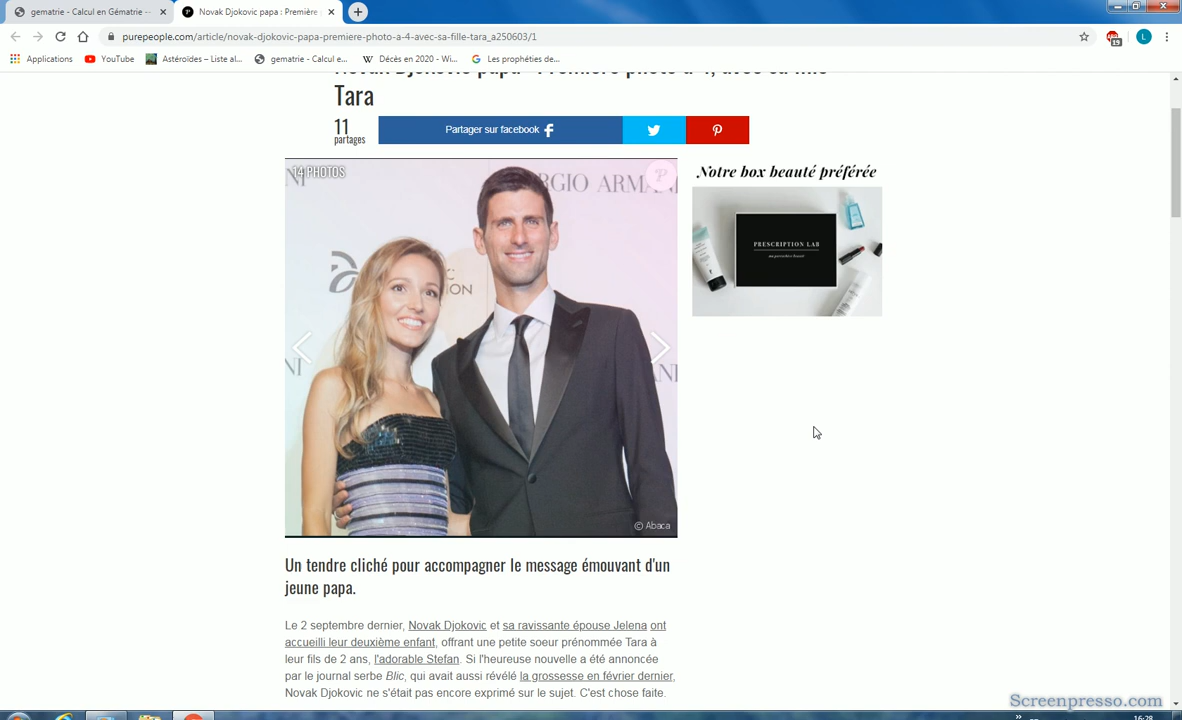 gematrie - Calcul en Gématrie -
Novak Djokovic papa : Première
purepeople.com/article/novak-djokovic-papa-premiere-photo-a-4-avec-sa-fille-tara_a250603/1
15
L
Applications
YouTube
Astéroïdes – Liste al...
gematrie - Calcul e...
Décès en 2020 - Wi...
Les prophéties de...
Novak Djokovic papa : Première photo à 4, avec sa fille
Tara
11
partages
Partager sur facebook
14 PHOTOS
GIORGIO ARMANI
© Abaca
Notre box beauté préférée
PRESCRIPTION LAB
Un tendre cliché pour accompagner le message émouvant d'un
jeune papa.
Le 2 septembre dernier, Novak Djokovic et sa ravissante épouse Jelena ont
accueilli leur deuxième enfant, offrant une petite soeur prénommée Tara à
leur fils de 2 ans, l'adorable Stefan. Si l'heureuse nouvelle a été annoncée
par le journal serbe Blic, qui avait aussi révélé la grossesse en février dernier,
Novak Djokovic ne s'était pas encore exprimé sur le sujet. C'est chose faite.
Screenpresso.com
16:28